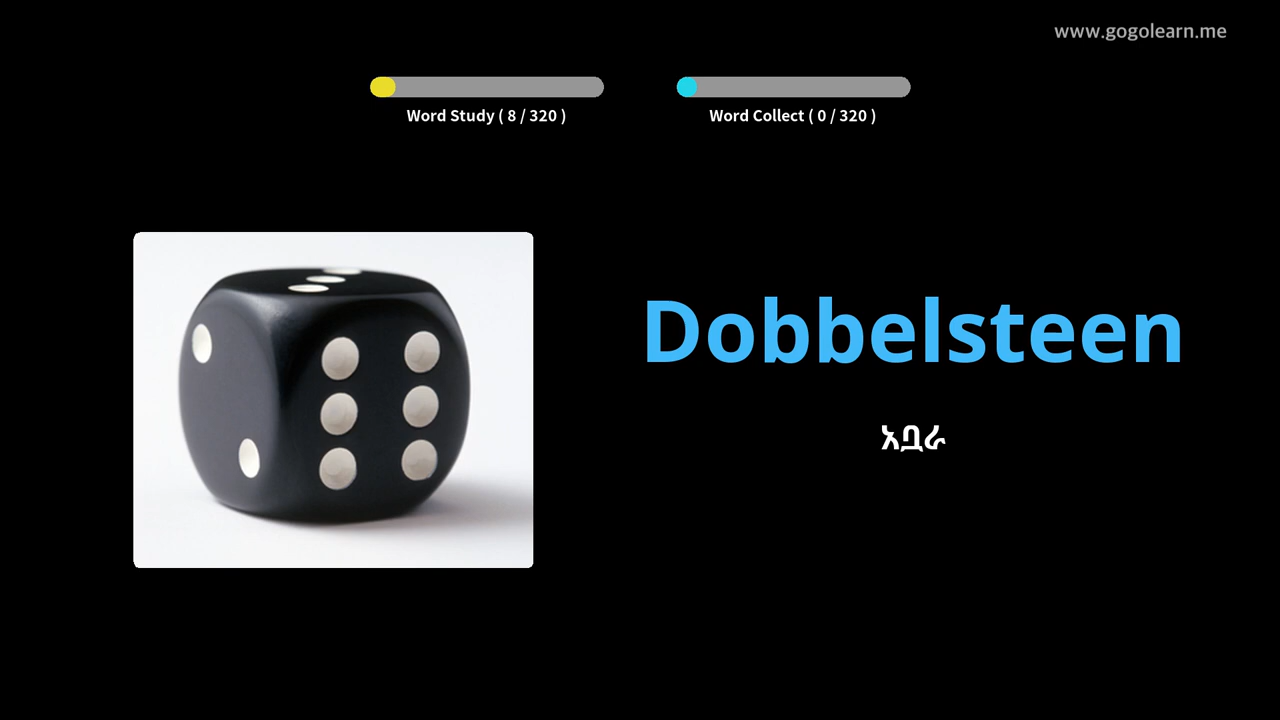 www.gogolearn.me
Word Study ( 8 / 320 )
Word Collect ( 0 / 320 )
Dobbelsteen
አቧራ